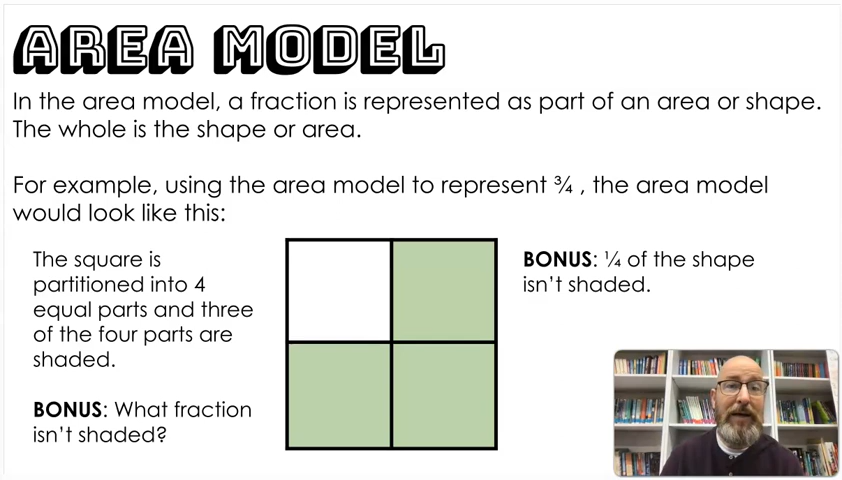 AREA MODEL
In the area model, a fraction is represented as part of an area or shape.
The whole is the shape or area.
For example, using the area model to represent ¾ , the area model
would look like this:
The square is
partitioned into 4
equal parts and three
of the four parts are
shaded.
BONUS: What fraction
isn't shaded?
BONUS: ¼ of the shape
isn't shaded.